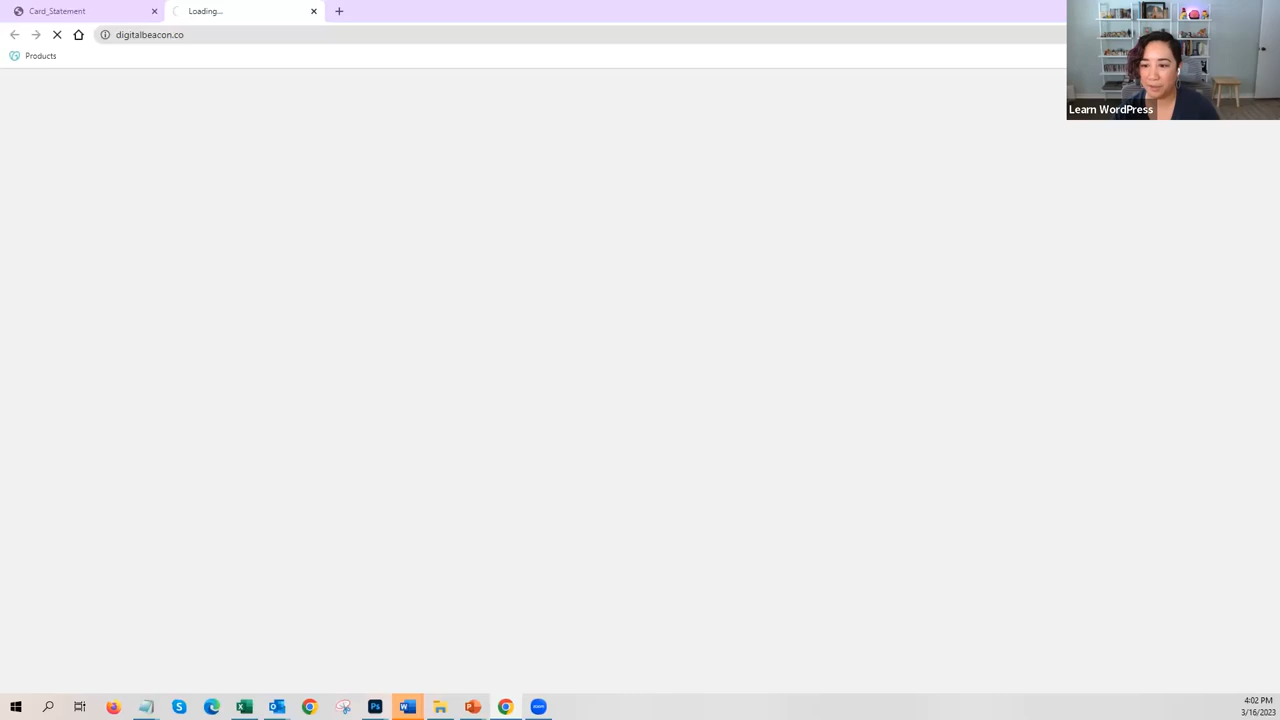 Card_Statement
Loading...
digitalbeacon.co
Products
Learn WordPress
4:02 PM
3/16/2023